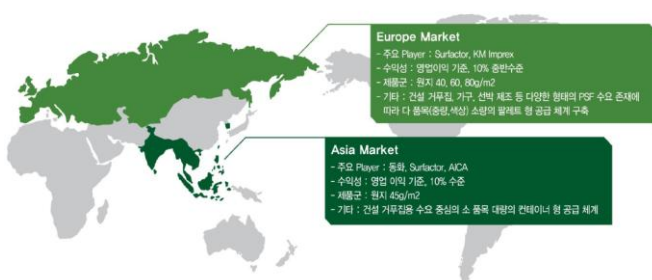 Europe Market
- 주요 Player : Surfactor, KM Imprex
- 수익성 : 영업이익 기준, 10% 중반수준
- 제품군 : 원지 40, 60, 80g/m2
- 기타 : 건설 거푸집, 가구, 선박 제조 등 다양한 형태의 PSF 수요 존재에
따라 다 품목(중량,색상) 소량의 팔레트 형 공급 체계 구축
Asia Market
- 주요 Player : 동화, Surfactor, AICA
- 수익성 : 영업 이익 기준, 10% 수준
- 제품군 : 원지 45g/m2
- 기타 : 건설 거푸집용 수요 중심의 소 품목 대량의 컨테이너 형 공급 체계